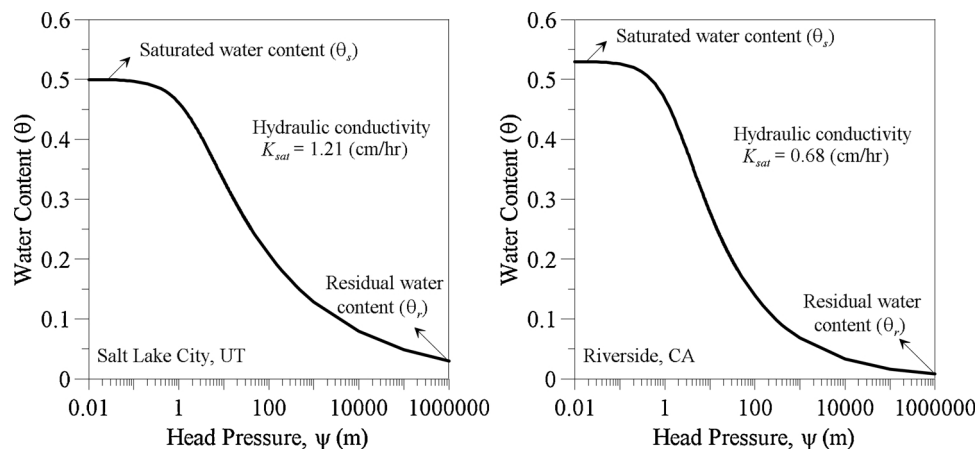 0.6
0.5
0.4
0.3
0.2
0.1
0
Water Content (θ)
Saturated water content (θs)
Hydraulic conductivity
Ksat = 1.21 (cm/hr)
Residual water
content (θr)
Salt Lake City, UT
0.01 1 100 10000 1000000
Head Pressure, ψ (m)
0.6
0.5
0.4
0.3
0.2
0.1
0
Water Content (θ)
Saturated water content (θs)
Hydraulic conductivity
Ksat = 0.68 (cm/hr)
Residual water
content (θr)
Riverside, CA
0.01 1 100 10000 1000000
Head Pressure, ψ (m)